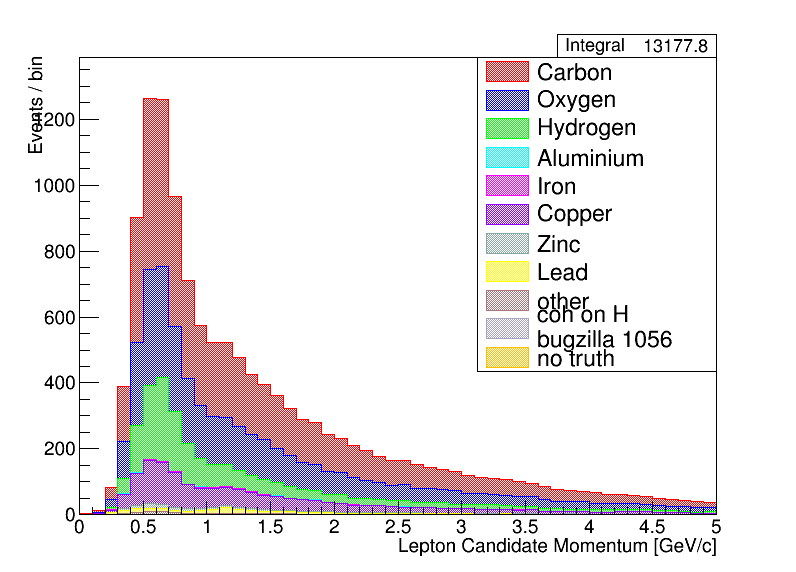 Integral 13177.8
Events / bin
Carbon
Oxygen
Hydrogen
Aluminium
Iron
Copper
Zinc
Lead
other
coh on H
bugzilla 1056
no truth
1200
1000
800
600
400
200
0
0 0.5 1 1.5 2 2.5 3 3.5 4 4.5 5
Lepton Candidate Momentum [GeV/c]